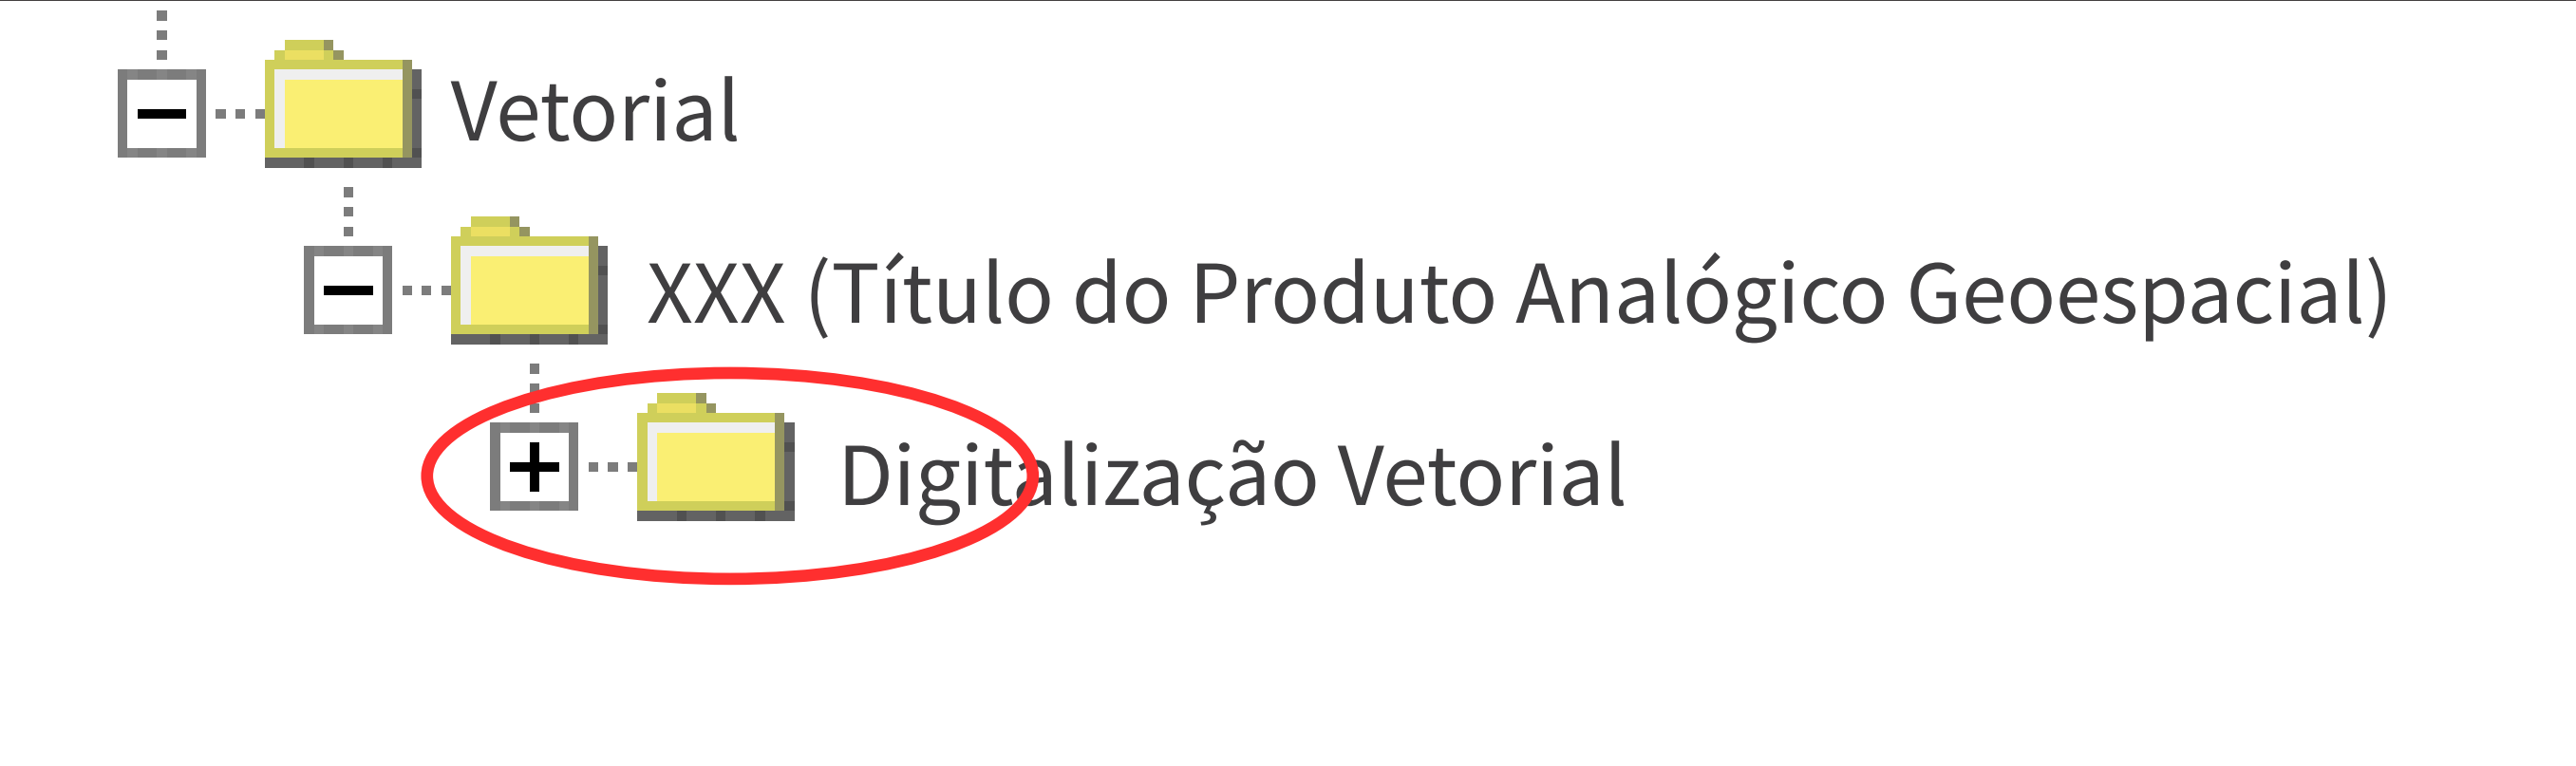 Vetorial
XXX (Título do Produto Analógico Geoespacial)
Digitalização Vetorial